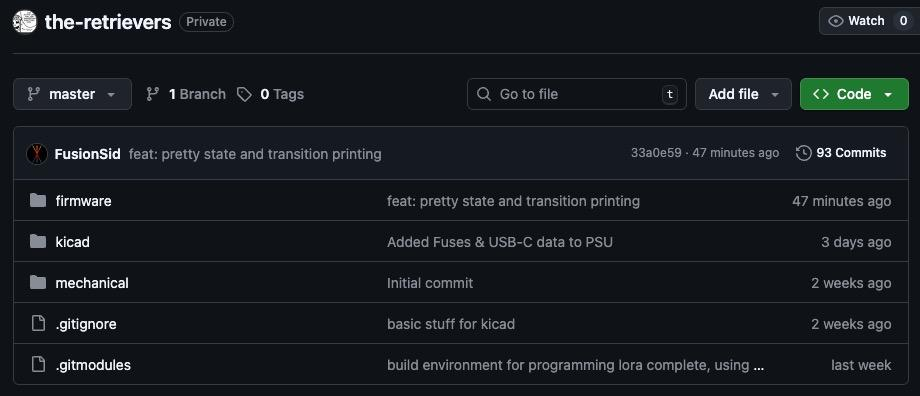 the-retrievers Private Watch 0
master 1 Branch 0 Tags Go to file t Add file Code
FusionSid feat: pretty state and transition printing 33a0e59 · 47 minutes ago 93 Commits
firmware feat: pretty state and transition printing 47 minutes ago
kicad Added Fuses & USB-C data to PSU 3 days ago
mechanical Initial commit 2 weeks ago
.gitignore basic stuff for kicad 2 weeks ago
.gitmodules build environment for programming lora complete, using ... last week